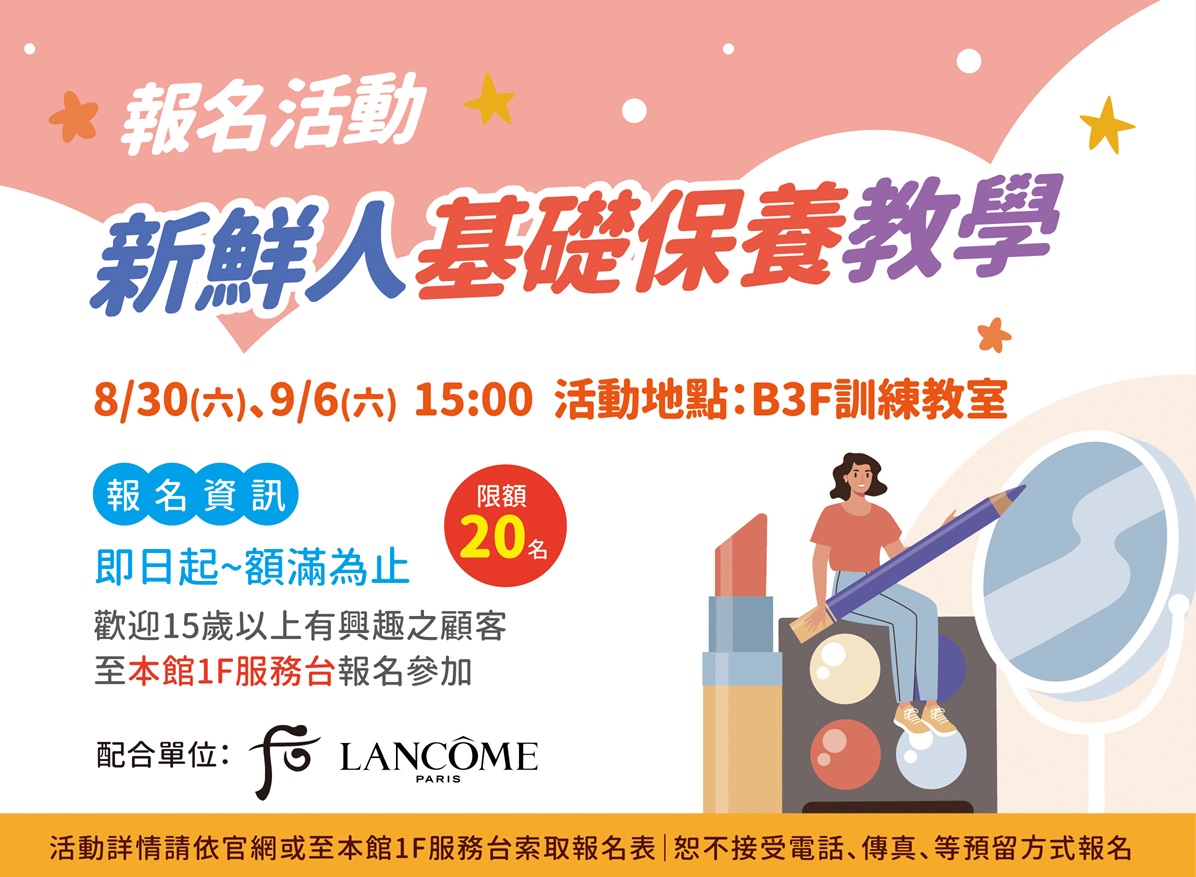 報名活動
新鮮人基礎保養教學
8/30(六)、9/6(六) 15:00 活動地點:B3F訓練教室
報名資訊
限額
20名
即日起~額滿為止
歡迎15歲以上有興趣之顧客
至本館1F服務台報名參加
配合單位: LANCÔME
PARIS
活動詳情請依官網或至本館1F服務台索取報名表|恕不接受電話、傳真、等預留方式報名